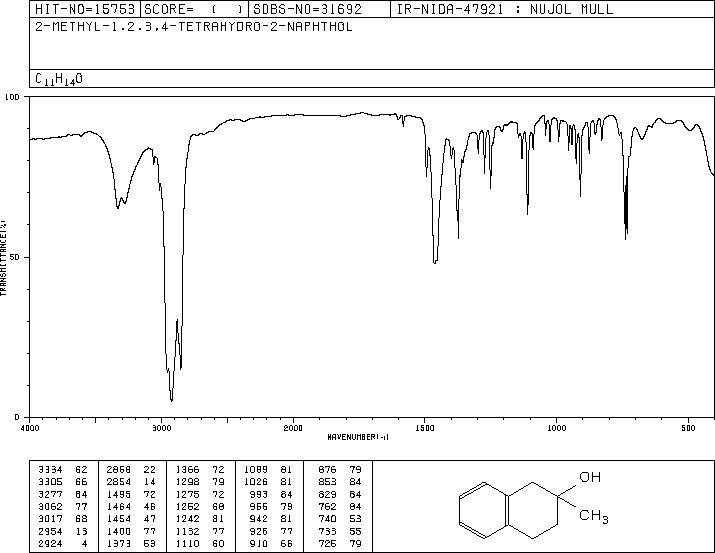 HIT-NO=15753 SCORE= ( ) SDBS-NO=31692 IR-NIDA-47921 : NUJOL MULL
2-METHYL-1,2,3,4-TETRAHYDRO-2-NAPHTHOL
C11H14O
100
50
0
TRANSMITTANCE(%)
4000 3000 2000 1500 1000 500
WAVENUMBER(-1)
3334 62 2868 22 1366 72 1089 81 876 79
3305 66 2854 14 1298 79 1026 81 853 84
3277 64 1495 72 1275 72 993 84 829 84
3062 77 1464 46 1252 68 966 79 762 84
3017 68 1454 47 1242 81 942 81 740 53
2954 13 1400 77 1132 77 926 77 733 55
2924 4 1373 1110 60 910 66 726 79
OH
CH3